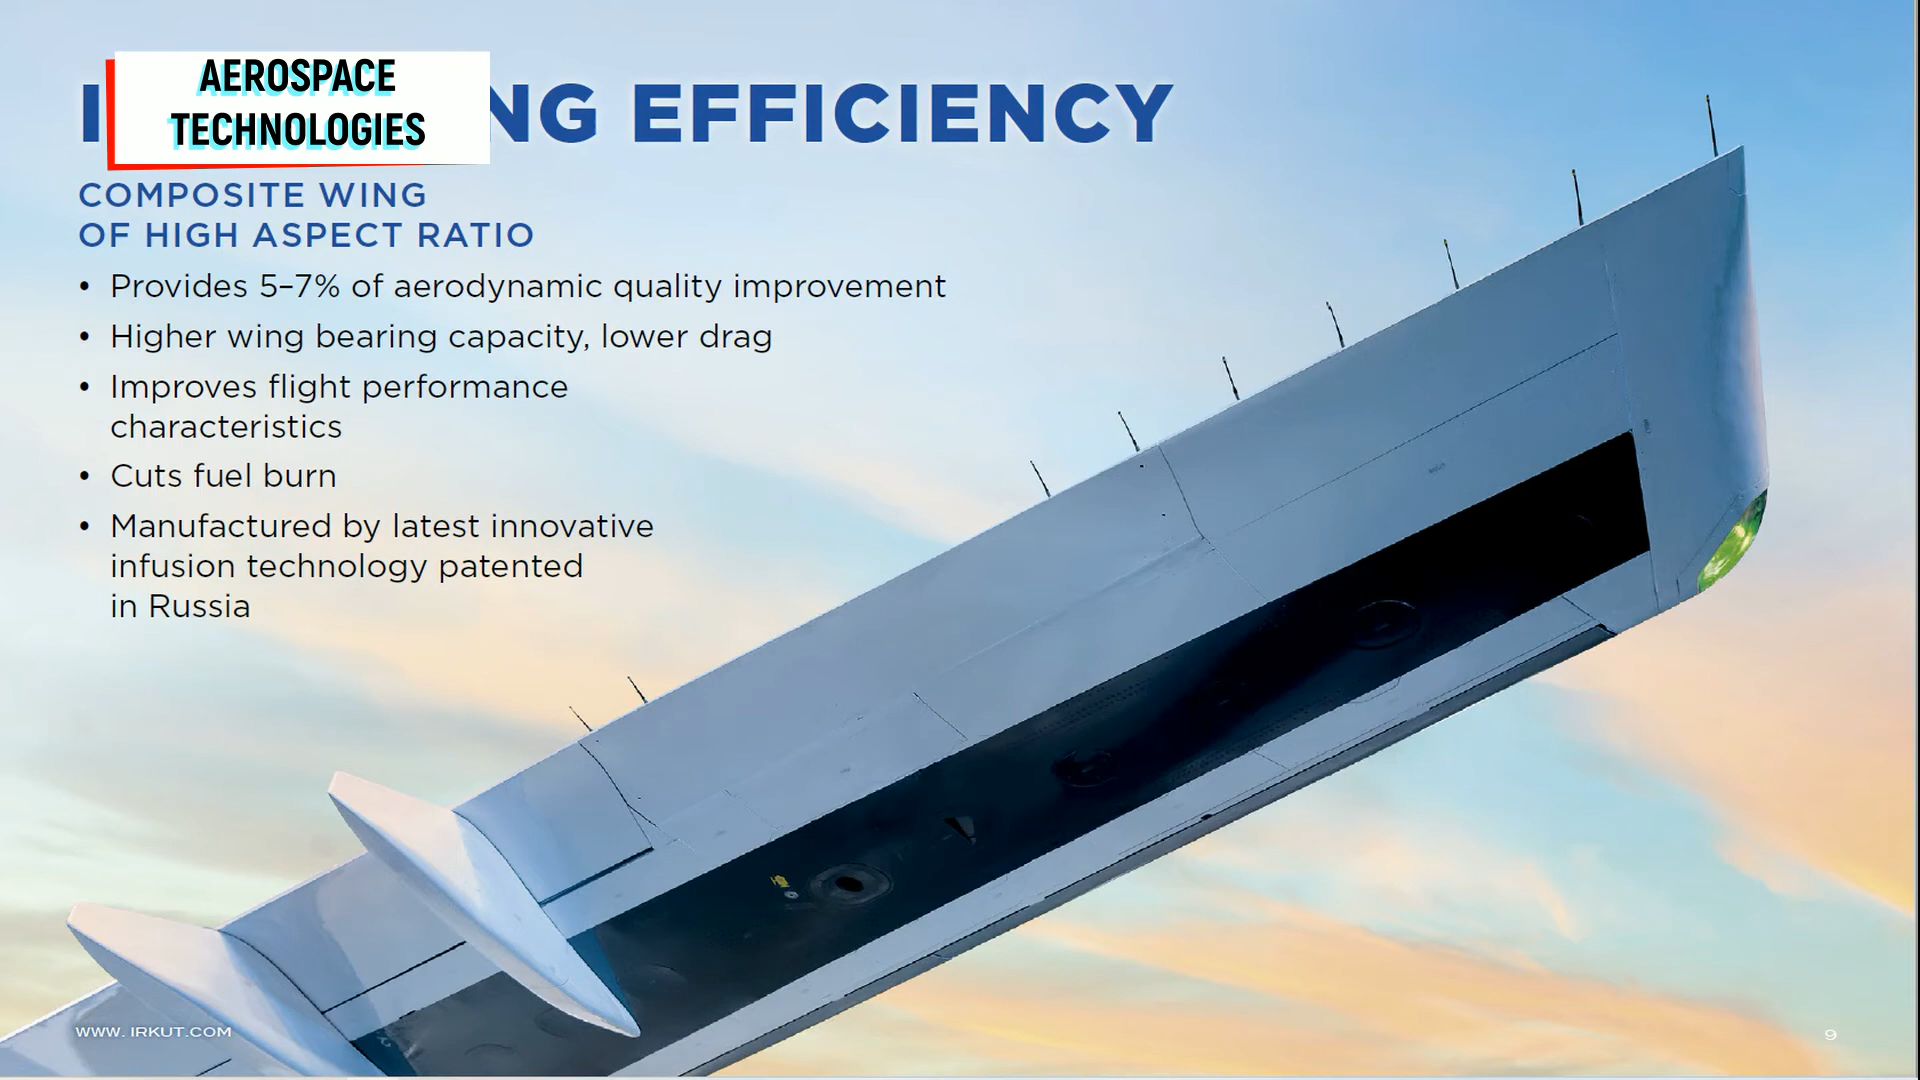 AEROSPACE
TECHNOLOGIES
NG EFFICIENCY
COMPOSITE WING
OF HIGH ASPECT RATIO
• Provides 5–7% of aerodynamic quality improvement
• Higher wing bearing capacity, lower drag
• Improves flight performance
characteristics
• Cuts fuel burn
• Manufactured by latest innovative
infusion technology patented
in Russia
WWW.IRKUT.COM
9